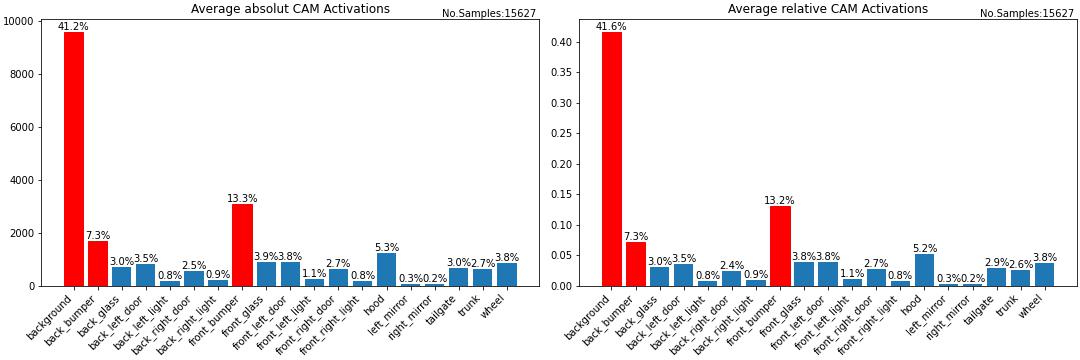 Average absolut CAM Activations
No.Samples:15627
10000
8000
6000
4000
2000
0
41.2%
7.3%
3.0%
3.5%
0.8%
2.5%
0.9%
13.3%
3.9%
3.8%
1.1%
2.7%
0.8%
5.3%
0.3%
0.2%
3.0%
2.7%
3.8%
background
back_bumper
back_glass
back_left_door
back_left_light
back_right_door
back_right_light
front_bumper
front_glass
front_left_door
front_left_light
front_right_door
front_right_light
hood
left_mirror
right_mirror
tailgate
trunk
wheel
Average relative CAM Activations
No.Samples:15627
0.40
0.35
0.30
0.25
0.20
0.15
0.10
0.05
0.00
41.6%
7.3%
3.0%
3.5%
0.8%
2.4%
0.9%
13.2%
3.8%
3.8%
1.1%
2.7%
0.8%
5.2%
0.3%
0.2%
2.9%
2.6%
3.8%
background
back_bumper
back_glass
back_left_door
back_left_light
back_right_door
back_right_light
front_bumper
front_glass
front_left_door
front_left_light
front_right_door
front_right_light
hood
left_mirror
right_mirror
tailgate
trunk
wheel